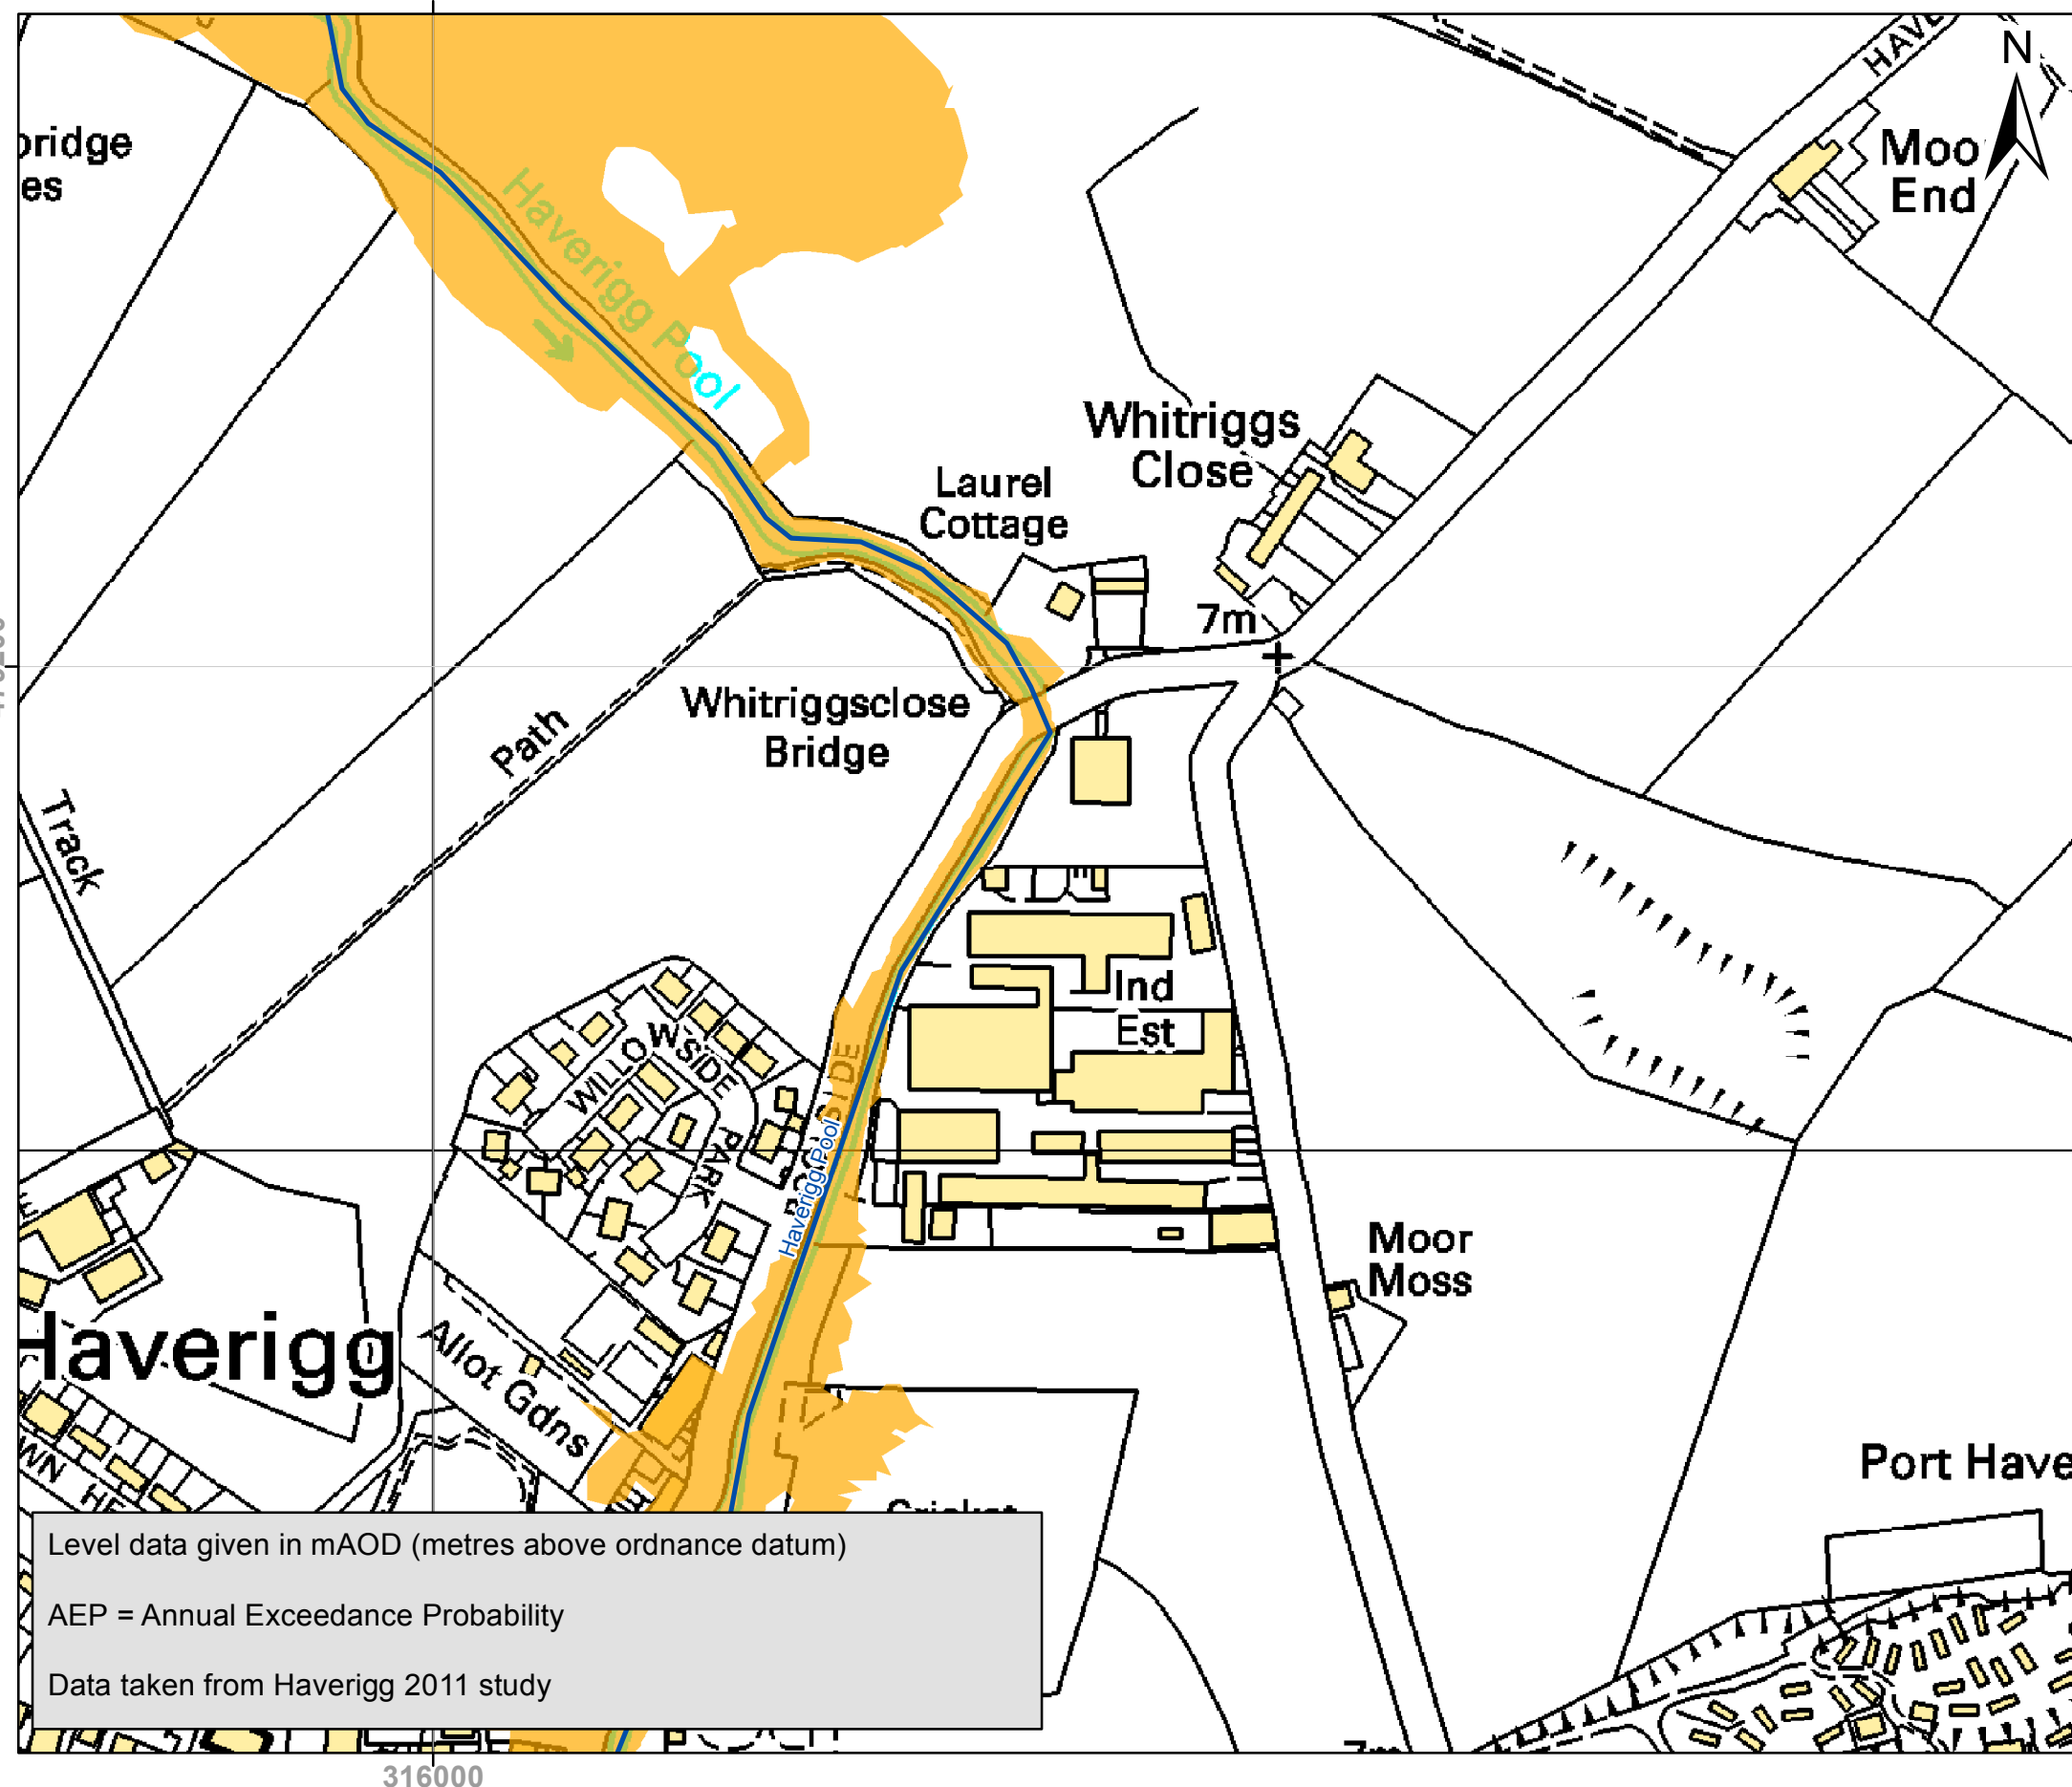 N
Moo
End
Haverigg Pool
Whitriggs
Close
Laurel
Cottage
7m
Whitriggsclose
Bridge
Path
Track
Ind
Est
WILLOWSIDE
PARK
Haverigg Pool
Moor
Moss
Haverigg
Allot Gdns
Port Have
Level data given in mAOD (metres above ordnance datum)
AEP = Annual Exceedance Probability
Data taken from Haverigg 2011 study
316000